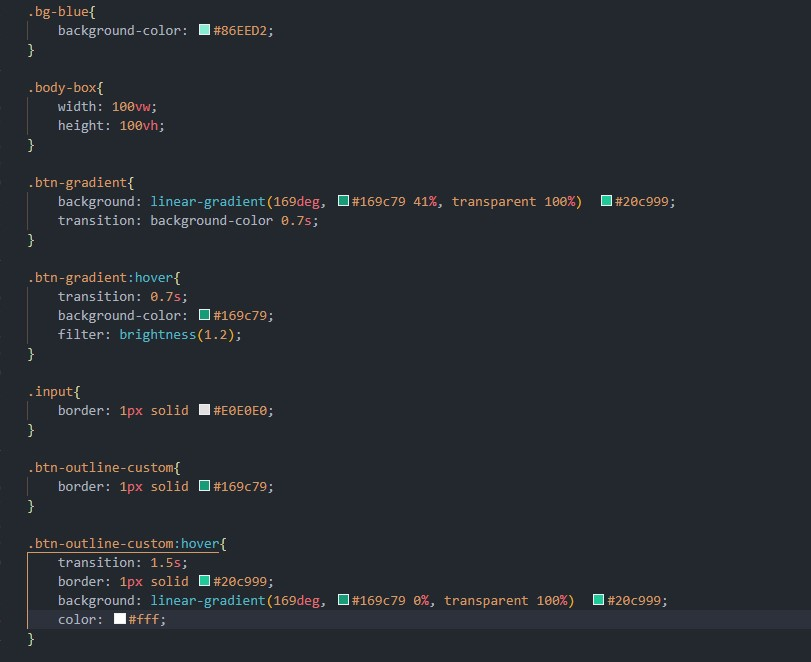 .bg-blue{
background-color: #86EED2;
}
.body-box{
width: 100vw;
height: 100vh;
}
.btn-gradient{
background: linear-gradient(169deg, #169c79 41%, transparent 100%) #20c999;
transition: background-color 0.7s;
}
.btn-gradient:hover{
transition: 0.7s;
background-color: #169c79;
filter: brightness(1.2);
}
.input{
border: 1px solid #E0E0E0;
}
.btn-outline-custom{
border: 1px solid #169c79;
}
.btn-outline-custom:hover{
transition: 1.5s;
border: 1px solid #20c999;
background: linear-gradient(169deg, #169c79 0%, transparent 100%) #20c999;
color: #fff;
}